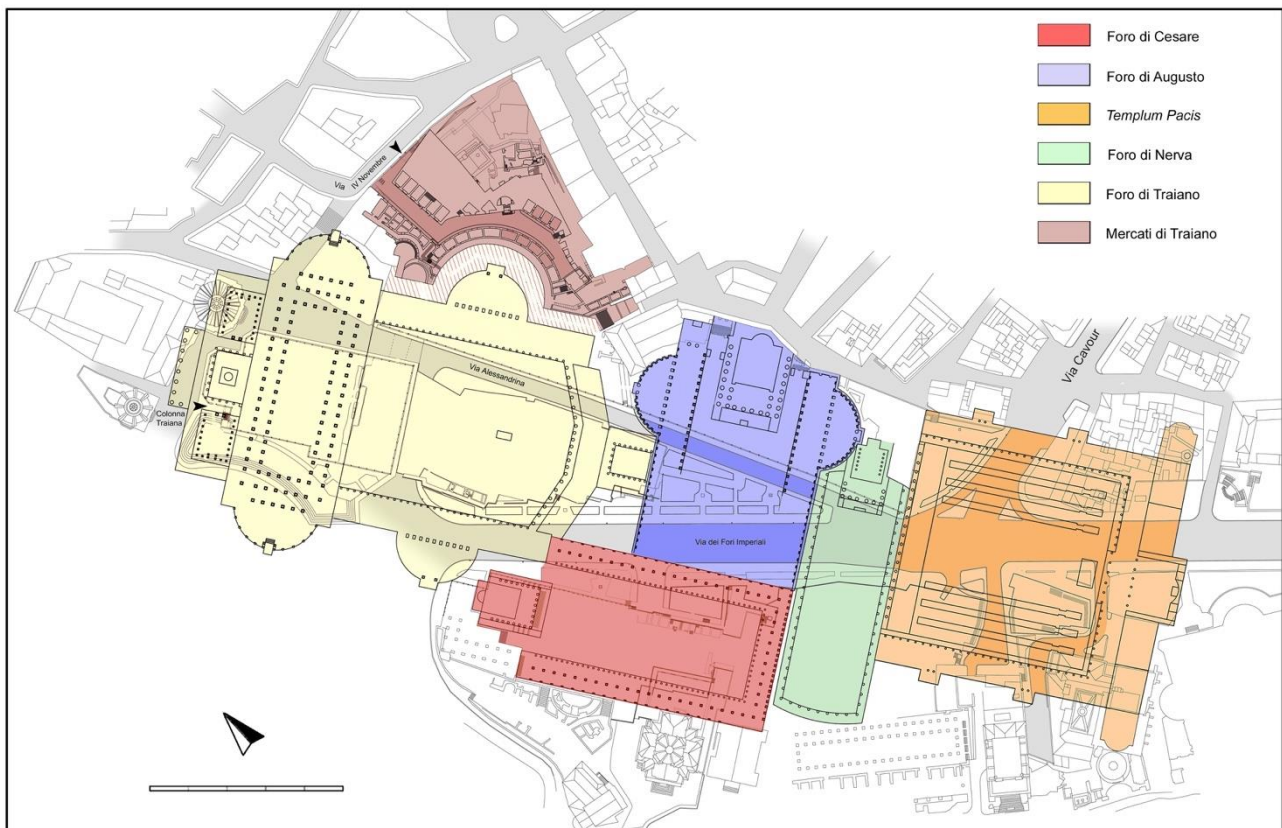 Foro di Cesare
Foro di Augusto
Templum Pacis
Foro di Nerva
Foro di Traiano
Mercati di Traiano
Via IV Novembre
Via Cavour
Via Alessandrina
Colonna
Traiana
Via dei Fori Imperiali